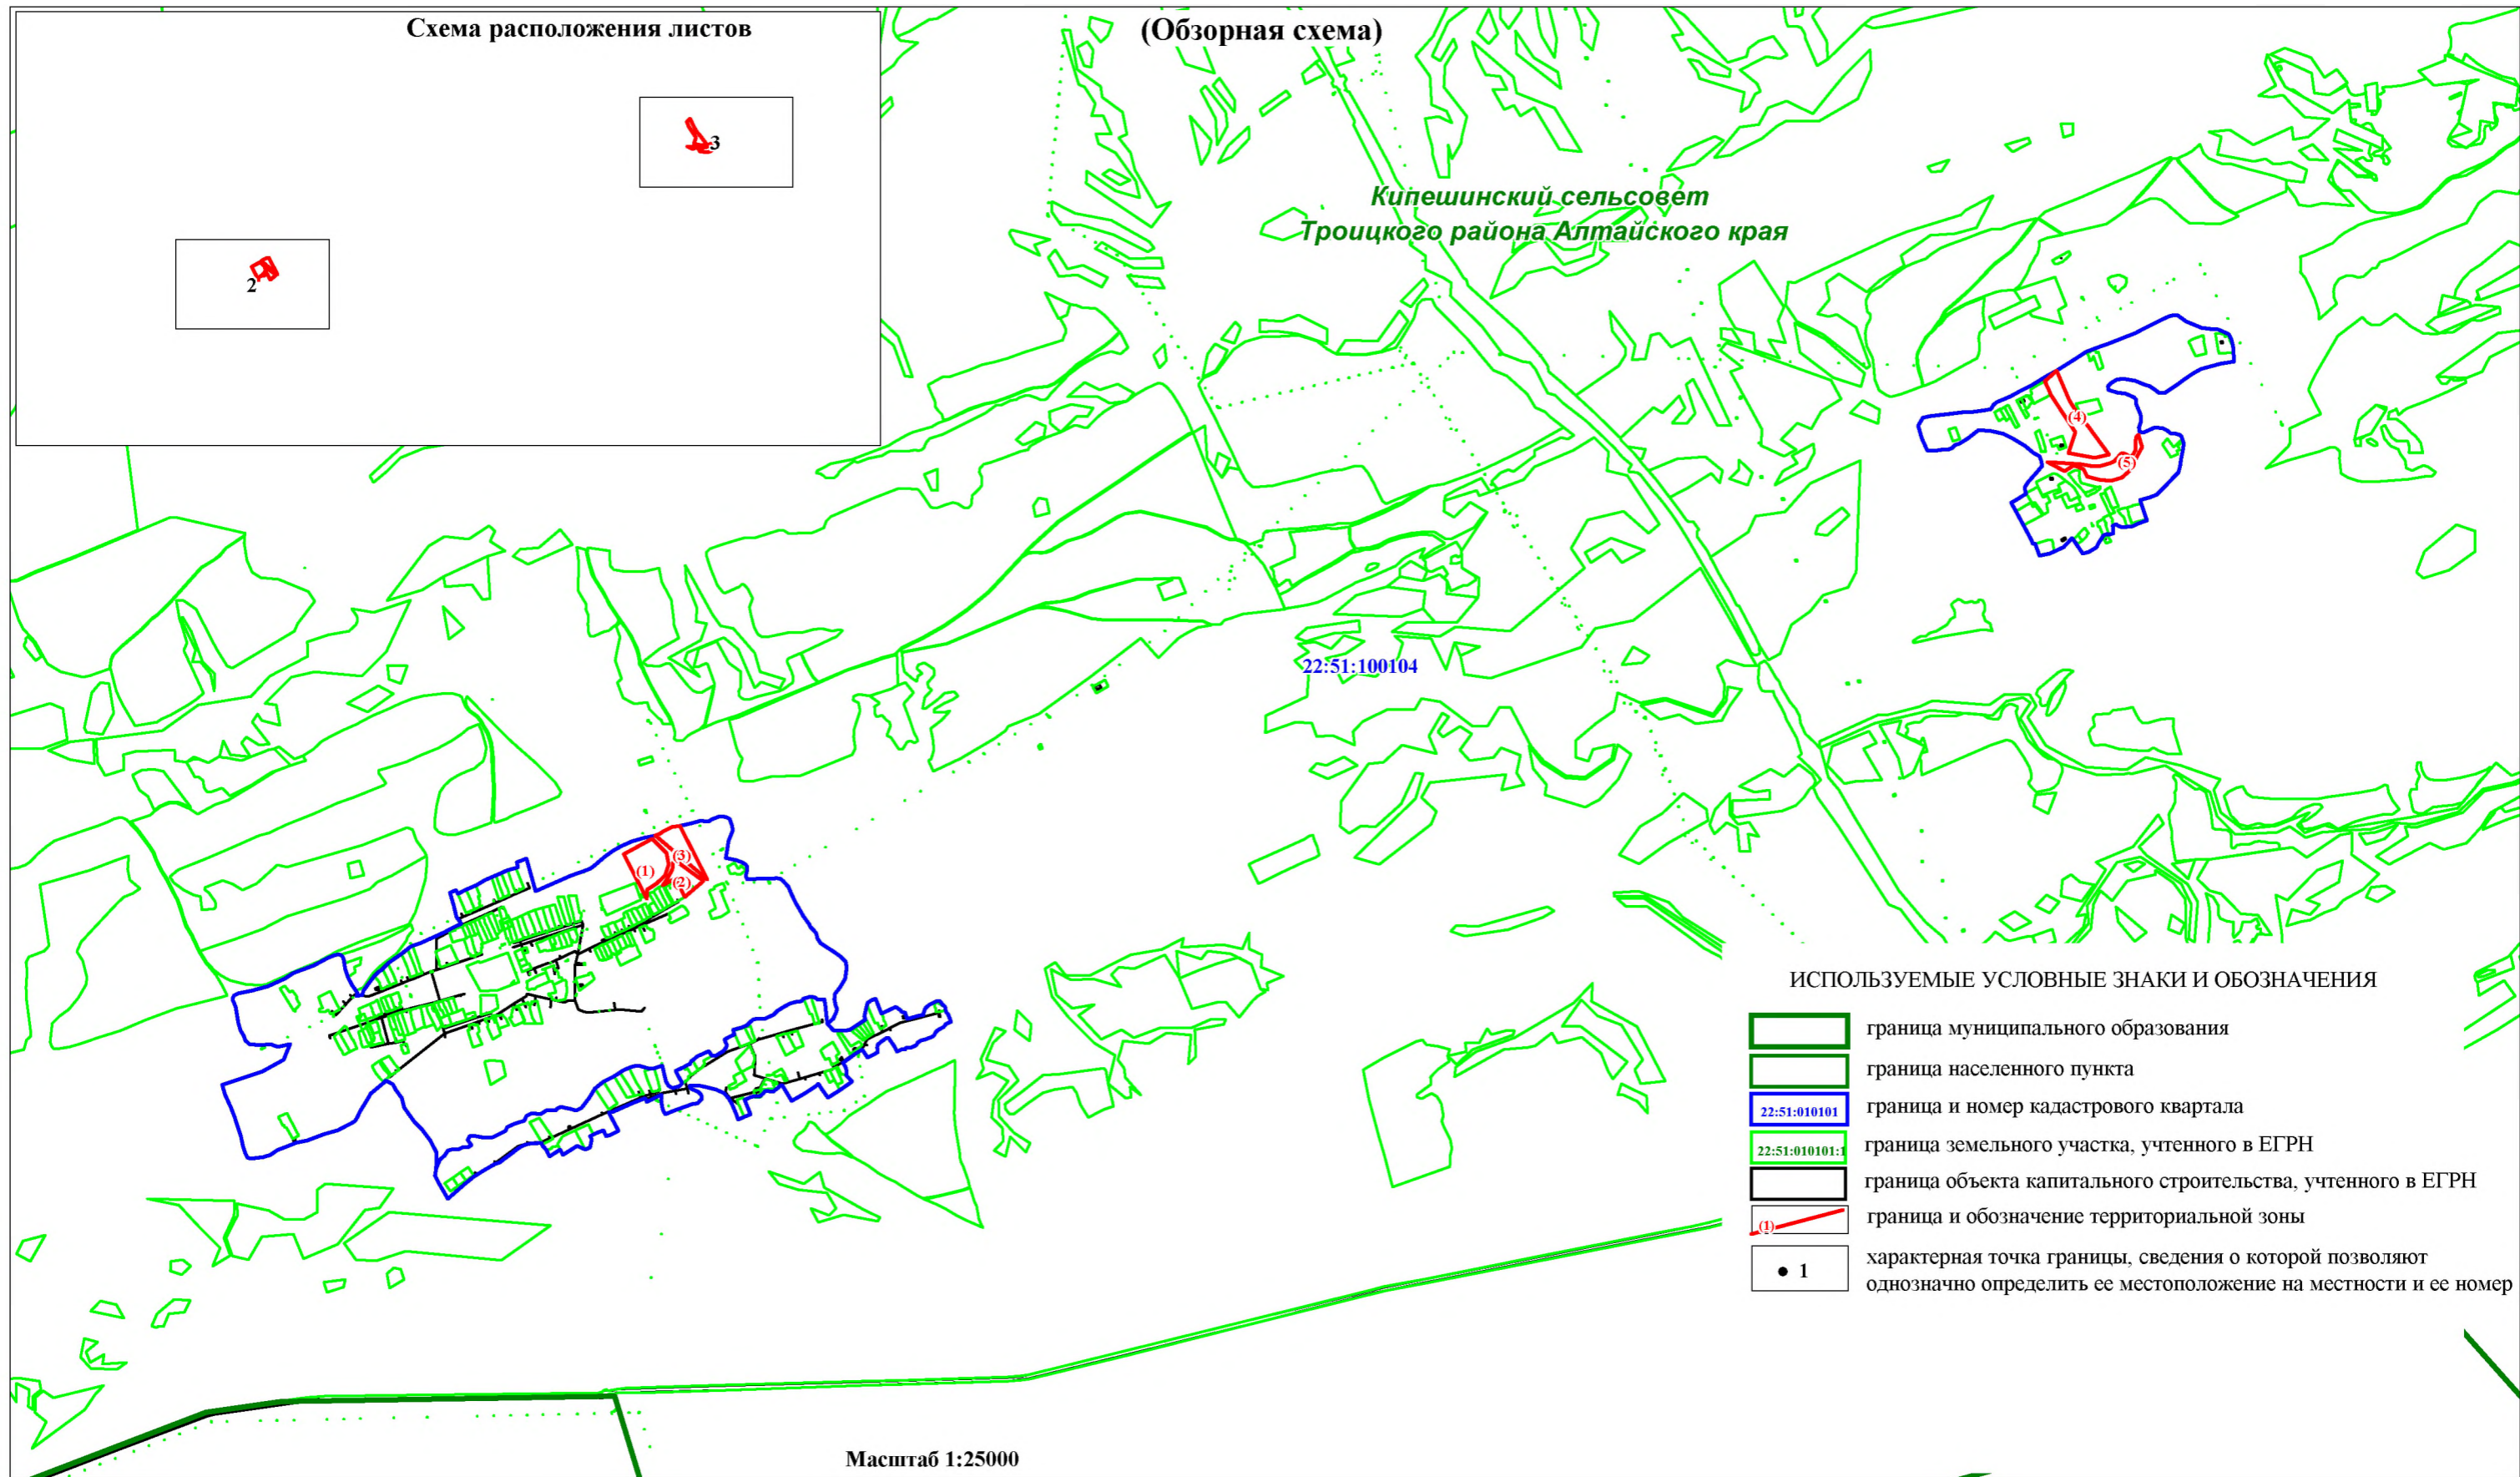 Схема расположения листов
(Обзорная схема)
3
2
Кипешинский сельсовет
Троицкого района Алтайского края
(4)
(5)
22:51:100104
(3)
(1)
(2)
ИСПОЛЬЗУЕМЫЕ УСЛОВНЫЕ ЗНАКИ И ОБОЗНАЧЕНИЯ
граница муниципального образования
граница населенного пункта
22:51:010101 граница и номер кадастрового квартала
22:51:010101:1 граница земельного участка, учтенного в ЕГРН
граница объекта капитального строительства, учтенного в ЕГРН
(1) граница и обозначение территориальной зоны
1 характерная точка границы, сведения о которой позволяют
однозначно определить ее местоположение на местности и ее номер
Масштаб 1:25000